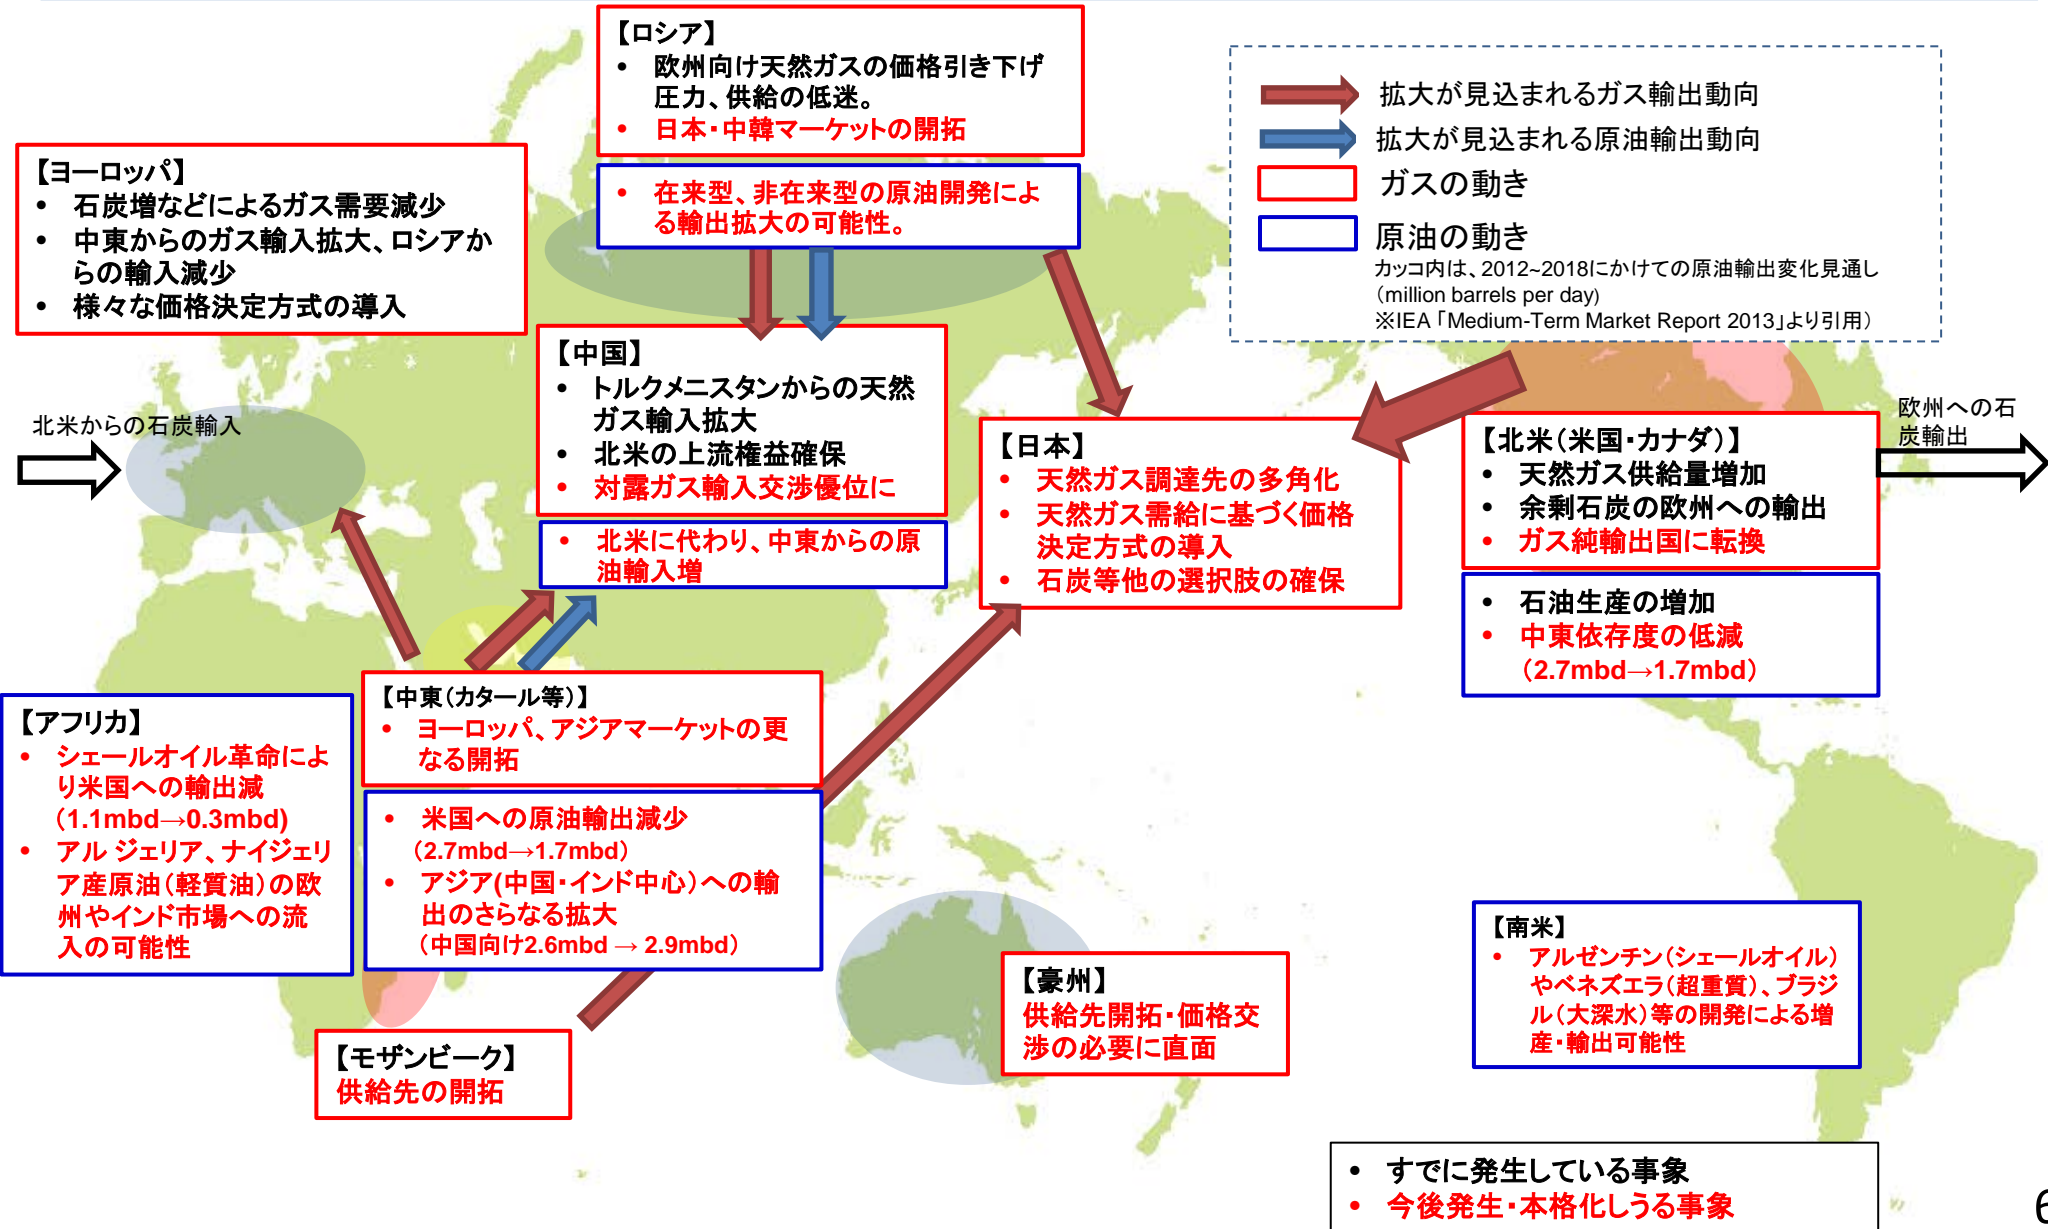 【ロシア】
• 欧州向け天然ガスの価格引き下げ
圧力、供給の低迷。
• 日本・中韓マーケットの開拓
• 在来型、非在来型の原油開発によ
る輸出拡大の可能性。
拡大が見込まれるガス輸出動向
拡大が見込まれる原油輸出動向
ガスの動き
原油の動き
カッコ内は、2012~2018にかけての原油輸出変化見通し
（million barrels per day)
※IEA「Medium-Term Market Report 2013」より引用）
【ヨーロッパ】
• 石炭増などによるガス需要減少
• 中東からのガス輸入拡大、ロシアか
らの輸入減少
• 様々な価格決定方式の導入
北米からの石炭輸入
【中国】
• トルクメニスタンからの天然
ガス輸入拡大
• 北米の上流権益確保
• 対露ガス輸入交渉優位に
• 北米に代わり、中東からの原
油輸入増
【日本】
• 天然ガス調達先の多角化
• 天然ガス需給に基づく価格
決定方式の導入
• 石炭等他の選択肢の確保
【北米（米国・カナダ）】
• 天然ガス供給量増加
• 余剰石炭の欧州への輸出
• ガス純輸出国に転換
• 石油生産の増加
• 中東依存度の低減
（2.7mbd→1.7mbd）
欧州への石
炭輸出
【アフリカ】
• シェールオイル革命によ
り米国への輸出減
（1.1mbd→0.3mbd)
• アル ジェリア、ナイジェリ
ア産原油（軽質油）の欧
州やインド市場への流
入の可能性
【中東（カタール等）】
• ヨーロッパ、アジアマーケットの更
なる開拓
• 米国への原油輸出減少
（2.7mbd→1.7mbd）
• アジア(中国・インド中心）への輸
出のさらなる拡大
（中国向け2.6mbd → 2.9mbd）
【モザンビーク】
供給先の開拓
【豪州】
供給先開拓・価格交
渉の必要に直面
【南米】
• アルゼンチン（シェールオイル）
やベネズエラ（超重質）、ブラジ
ル（大深水）等の開発による増
産・輸出可能性
• すでに発生している事象
• 今後発生・本格化しうる事象
6